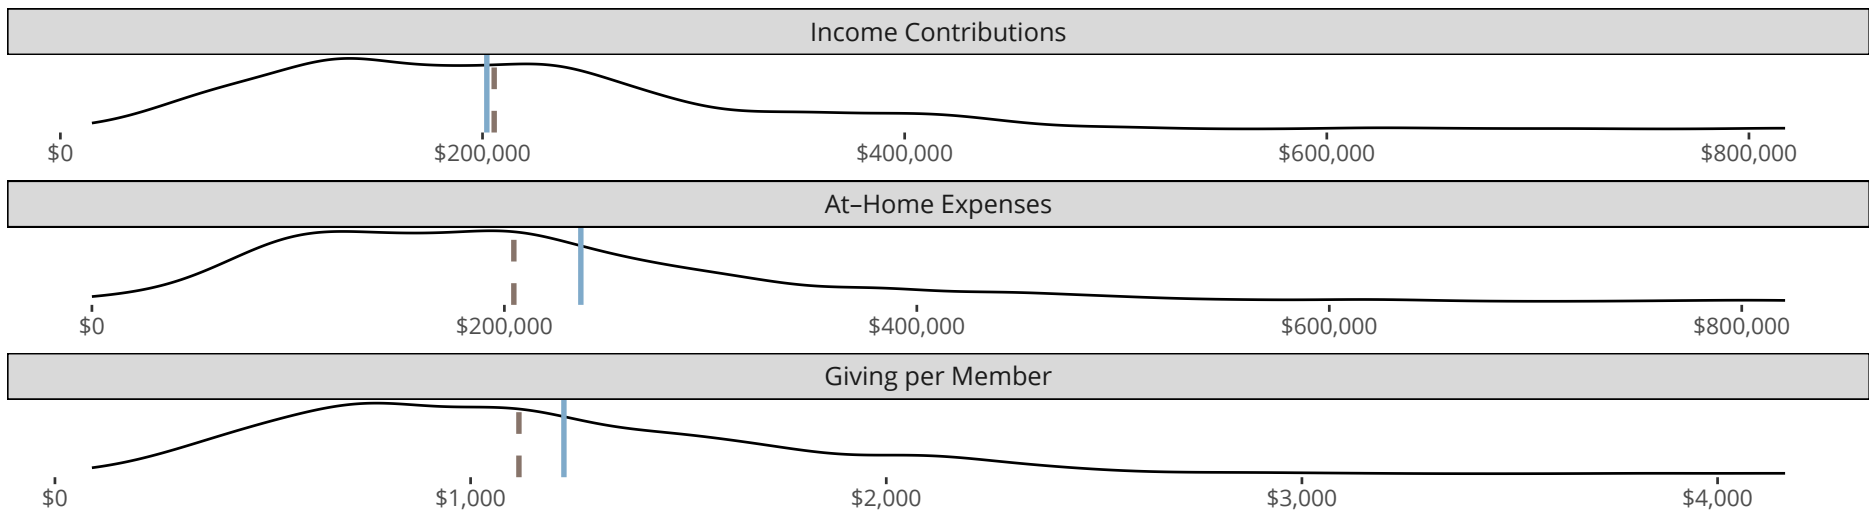 Income Contributions
$0 $200,000 $400,000 $600,000 $800,000
At–Home Expenses
$0 $200,000 $400,000 $600,000 $800,000
Giving per Member
$0 $1,000 $2,000 $3,000 $4,000